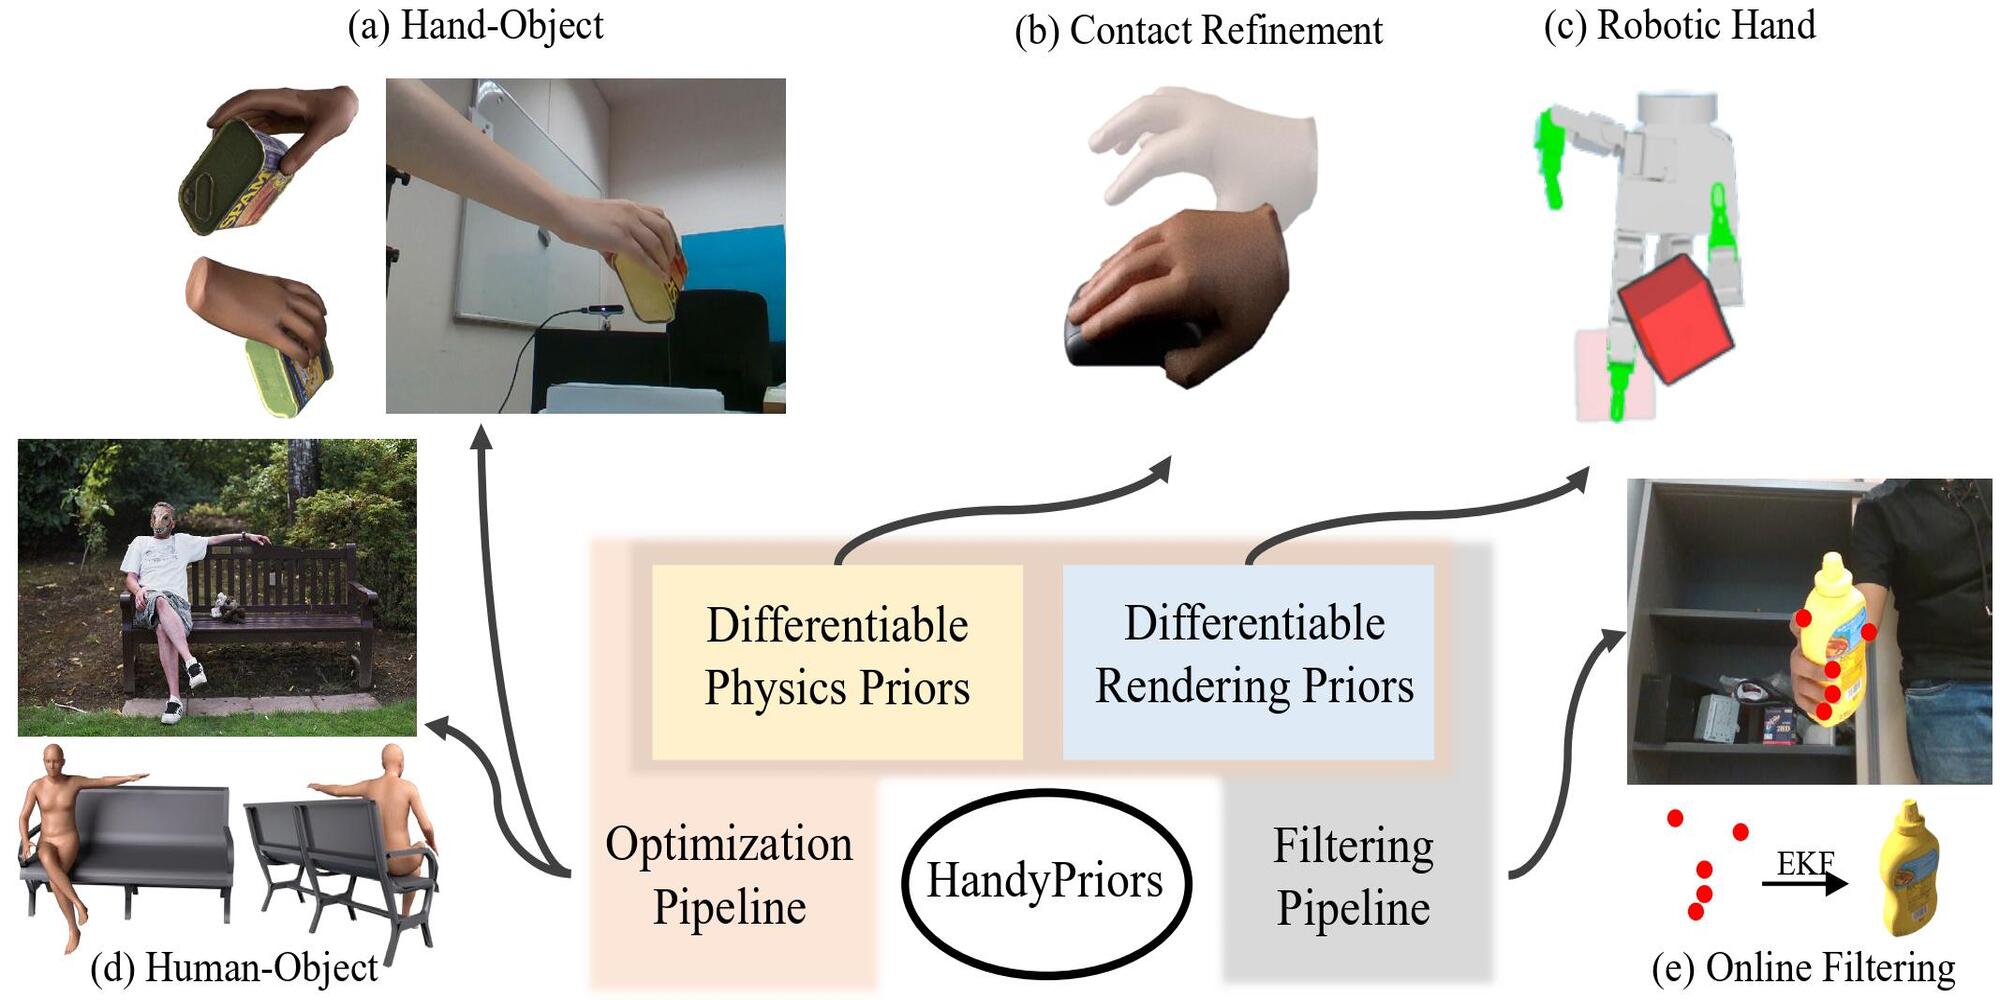 (a) Hand-Object
(b) Contact Refinement
(c) Robotic Hand
SPAM
Differentiable
Physics Priors
Differentiable
Rendering Priors
Optimization
Pipeline
HandyPriors
Filtering
Pipeline
EKF
(d) Human-Object
(e) Online Filtering